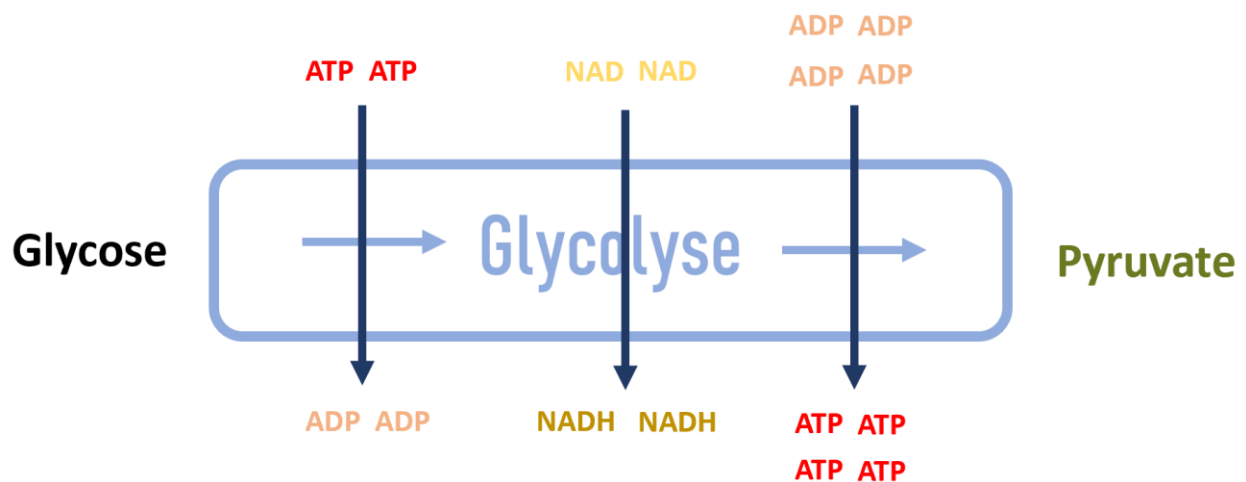 ADP ADP
ATP ATP
NAD NAD
ADP ADP
Glycose
Glycolyse
Pyruvate
ADP ADP
NADH NADH
ATP ATP
ATP ATP